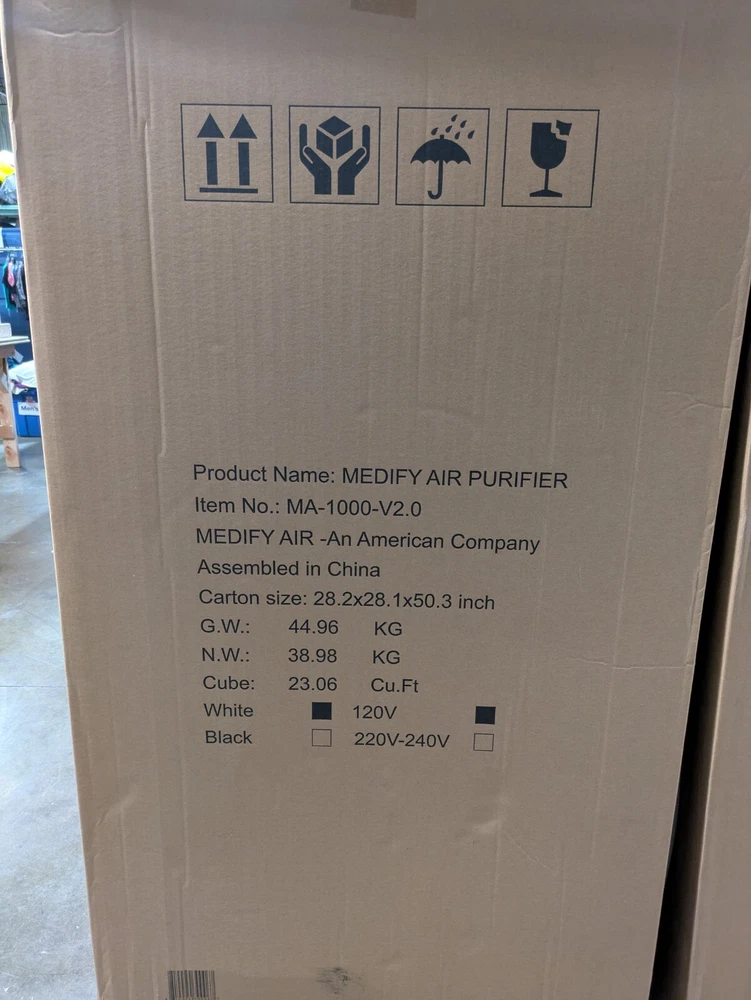 Product Name: MEDIFY AIR PURIFIER
Item No.: MA-1000-V2.0
MEDIFY AIR -An American Company
Assembled in China
Carton size: 28.2x28.1x50.3 inch
G.W.: 44.96 KG
N.W.: 38.98 KG
Cube: 23.06 Cu.Ft
White 120V
Black 220V-240V
Men's